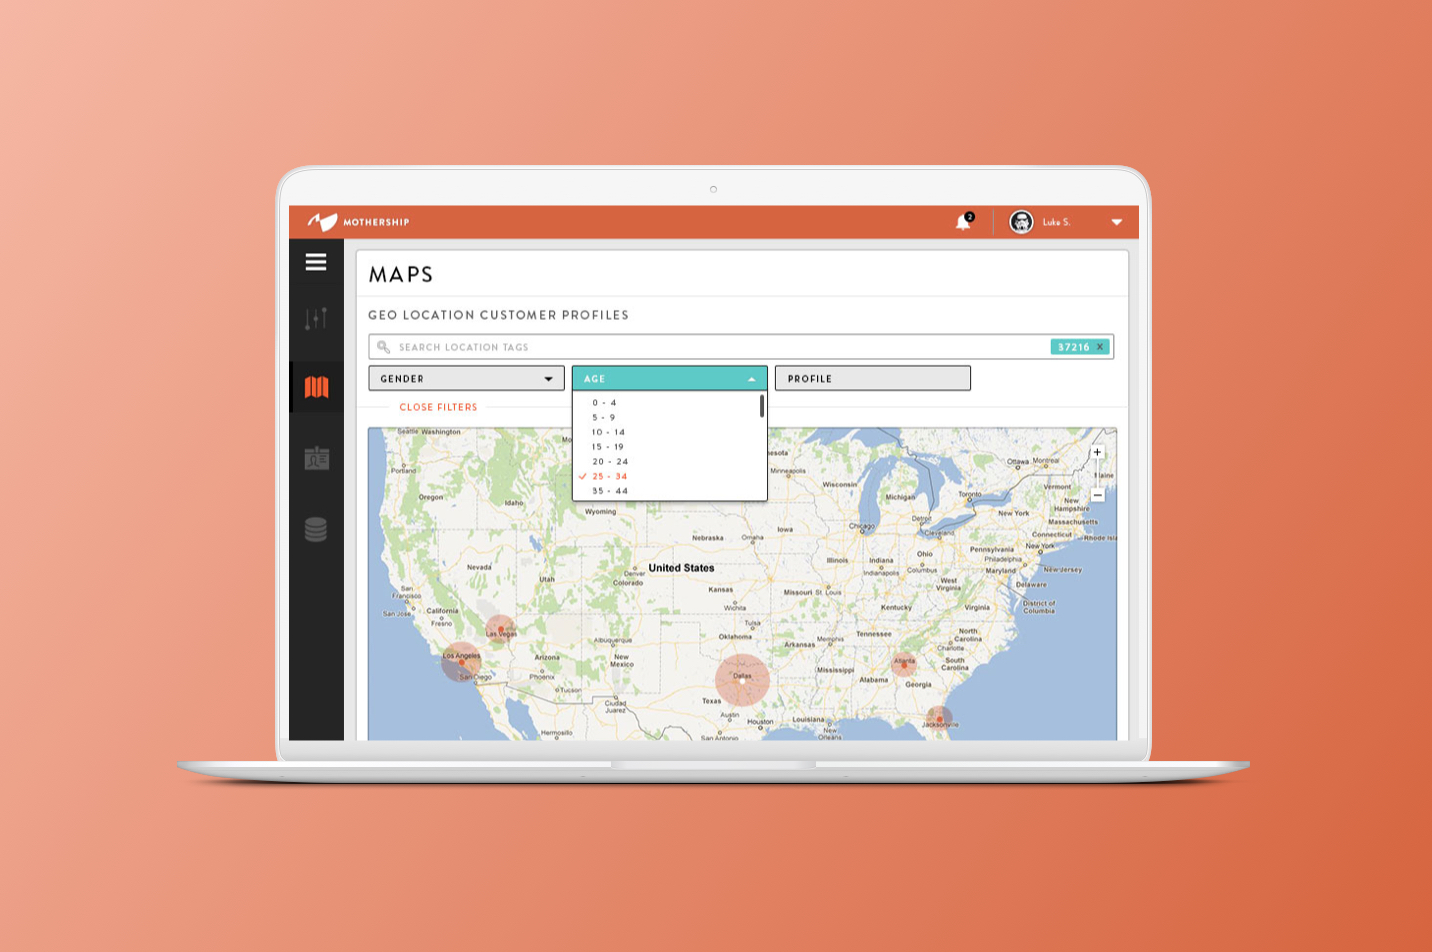 MOTHERSHIP
2
Luke S.
MAPS
GEO LOCATION CUSTOMER PROFILES
SEARCH LOCATION TAGS
37216 X
GENDER
AGE
PROFILE
CLOSE FILTERS
0 - 4
5 - 9
10 - 14
15 - 19
20 - 24
25 - 34
35 - 44
Seattle Washington
Portland
Oregon
Idaho
Wyoming
Minneapolis
Wisconsin
Michigan
Ottawa Montreal
Toronto
Vermont
Maine
New
Hampshire
Massachusetts
New York
Connecticut
Rhode Isla
Chicago
Detroit
Cleveland
Iowa
Nebraska
Omaha
Illinois
Indiana
Indianapolis
Ohio
Columbus
Pennsylvania
New York
Philadelphia
Maryland
New Jersey
Delaware
District of
Columbia
West
Virginia
Virginia
Nevada
Utah
Denver
Colorado
United States
Kansas
Wichita
Missouri St. Louis
Kentucky
San
Francisco
San Jose
California
Fresno
Las Vegas
Los Angeles
San Diego
Arizona
Phoenix
Tucson
Albuquerque
New
Mexico
Ciudad
Juarez
Hermosillo
Tulsa
Oklahoma
Arkansas
Memphis
Tennessee
North
Carolina
Charlotte
South
Carolina
Atlanta
Georgia
Alabama
Mississippi
Dallas
Texas
Austin
Houston
San Antonio
Louisiana
New
Orleans
Jacksonville
+
−